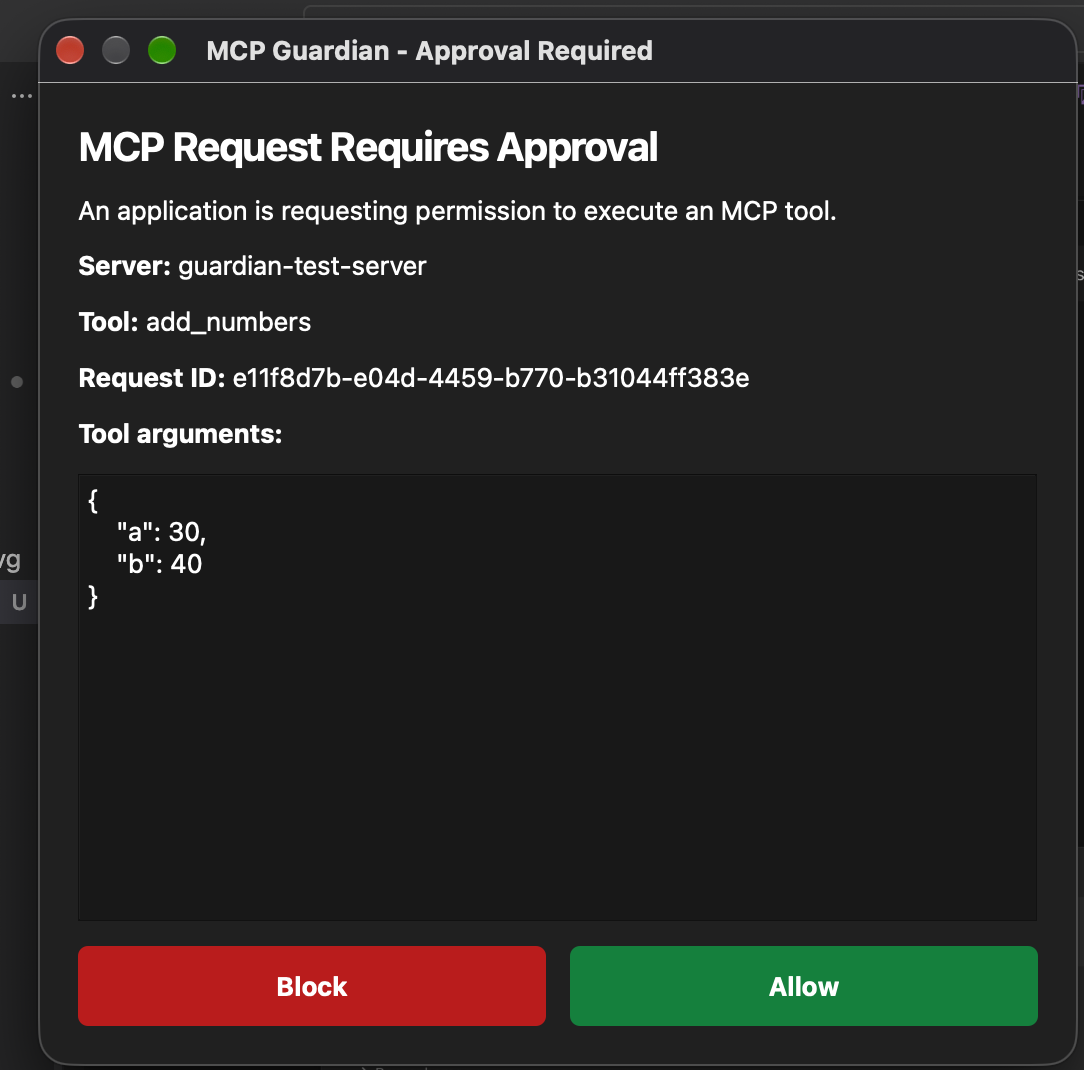 MCP Guardian - Approval Required
...
MCP Request Requires Approval
An application is requesting permission to execute an MCP tool.
Server: guardian-test-server
Tool: add_numbers
Request ID: e11f8d7b-e04d-4459-b770-b31044ff383e
Tool arguments:
{
"a": 30,
"b": 40
}
U
Block Allow